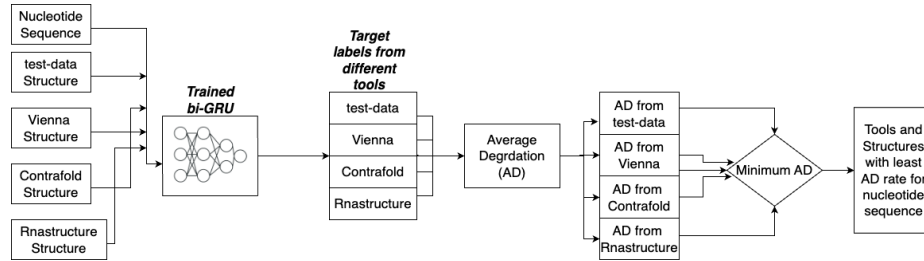 Nucleotide
Sequence
test-data
Structure
Vienna
Structure
Contrafold
Structure
Rnastructure
Structure
Trained
bi-GRU
Target
labels from
different
tools
test-data
Vienna
Contrafold
Rnastructure
Average
Degrdation
(AD)
AD from
test-data
AD from
Vienna
AD from
Contrafold
AD from
Rnastructure
Minimum AD
Tools and
Structures
with least
AD rate for
nucleotide
sequence